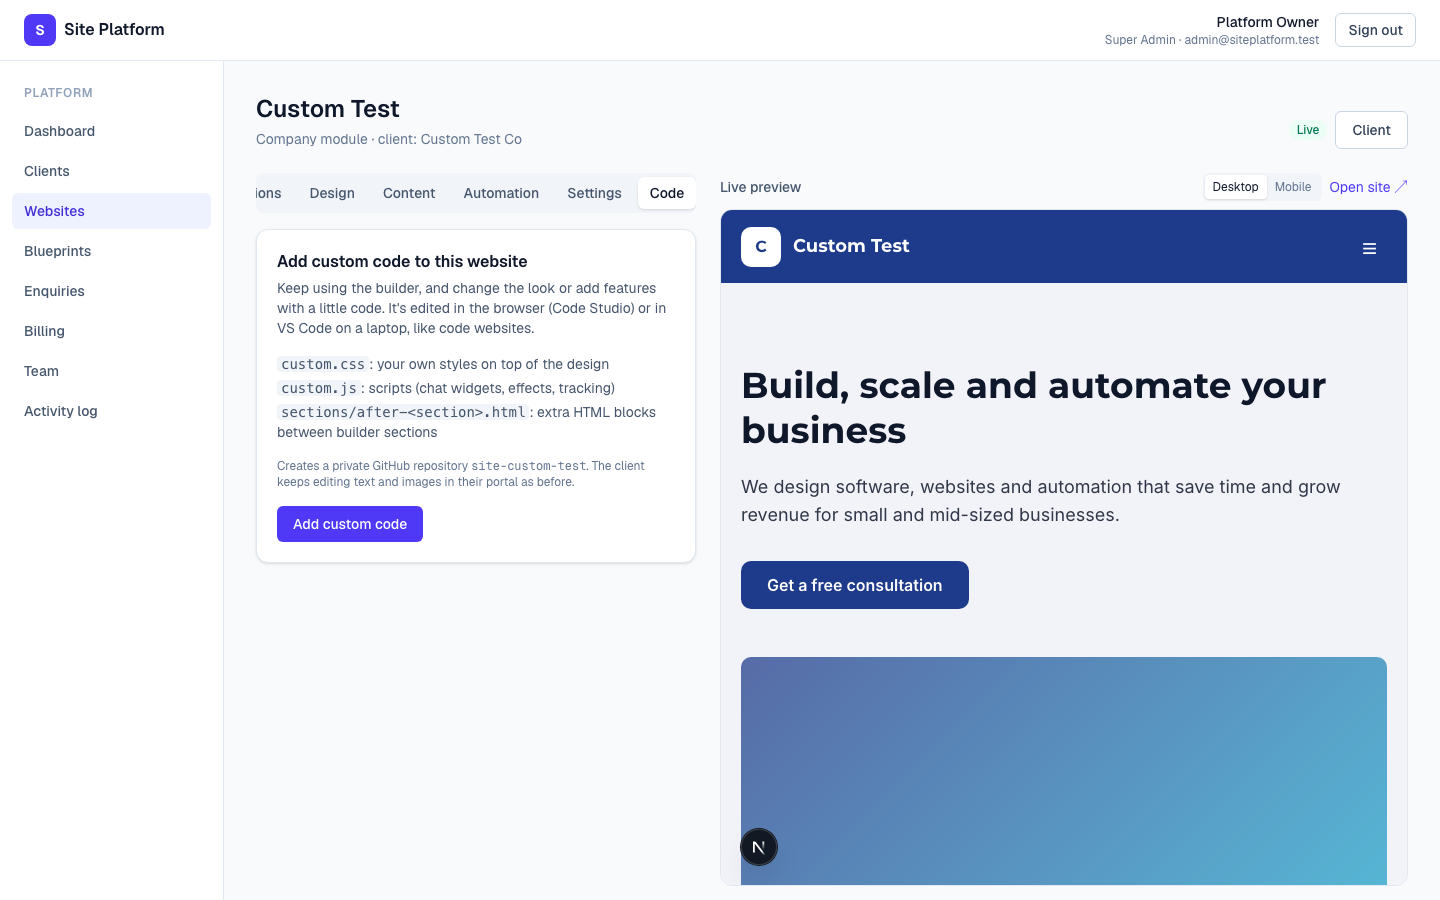 S Site Platform
Platform Owner
Super Admin · admin@siteplatform.test
Sign out
PLATFORM
Dashboard
Clients
Websites
Blueprints
Enquiries
Billing
Team
Activity log
Custom Test
Company module · client: Custom Test Co
Live
Client
ions Design Content Automation Settings Code
Add custom code to this website
Keep using the builder, and change the look or add features
with a little code. It's edited in the browser (Code Studio) or in
VS Code on a laptop, like code websites.
custom.css: your own styles on top of the design
custom.js: scripts (chat widgets, effects, tracking)
sections/after-<section>.html: extra HTML blocks
between builder sections
Creates a private GitHub repository site-custom-test. The client
keeps editing text and images in their portal as before.
Add custom code
Live preview
Desktop Mobile Open site ↗
C Custom Test
Build, scale and automate your
business
We design software, websites and automation that save time and grow
revenue for small and mid-sized businesses.
Get a free consultation
N